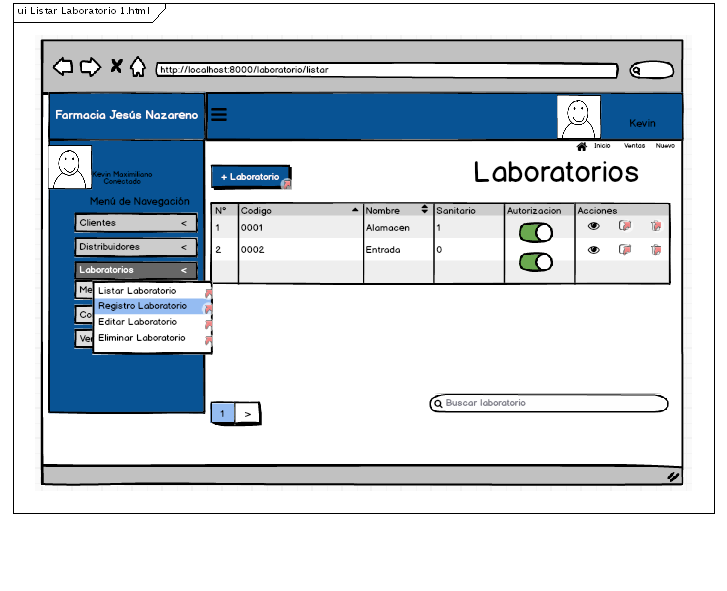 ui Listar Laboratorio 1.html
http://localhost:8000/laboratorio/listar
Farmacia Jesús Nazareno
Kevin
Inicio Ventas Nuevo
Kevin Maximiliano
Conectado
+ Laboratorio
Laboratorios
Menú de Navegación
Clientes <
Distribuidores <
Laboratorios <
Me
Co
Ve
Listar Laboratorio
Registro Laboratorio
Editar Laboratorio
Eliminar Laboratorio
N° Codigo Nombre Sanitario Autorizacion Acciones
1 0001 Alamacen 1
2 0002 Entrada 0
Buscar laboratorio
1 >